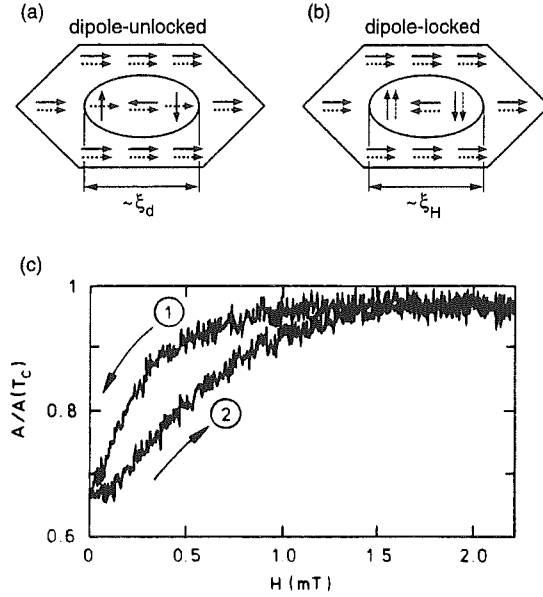 (a) (b)
dipole-unlocked dipole-locked
~ξd ~ξH
(c)
A/A(Tc)
1
0.8
0.6
1
2
0 0.5 1.0 1.5 2.0
H (mT)